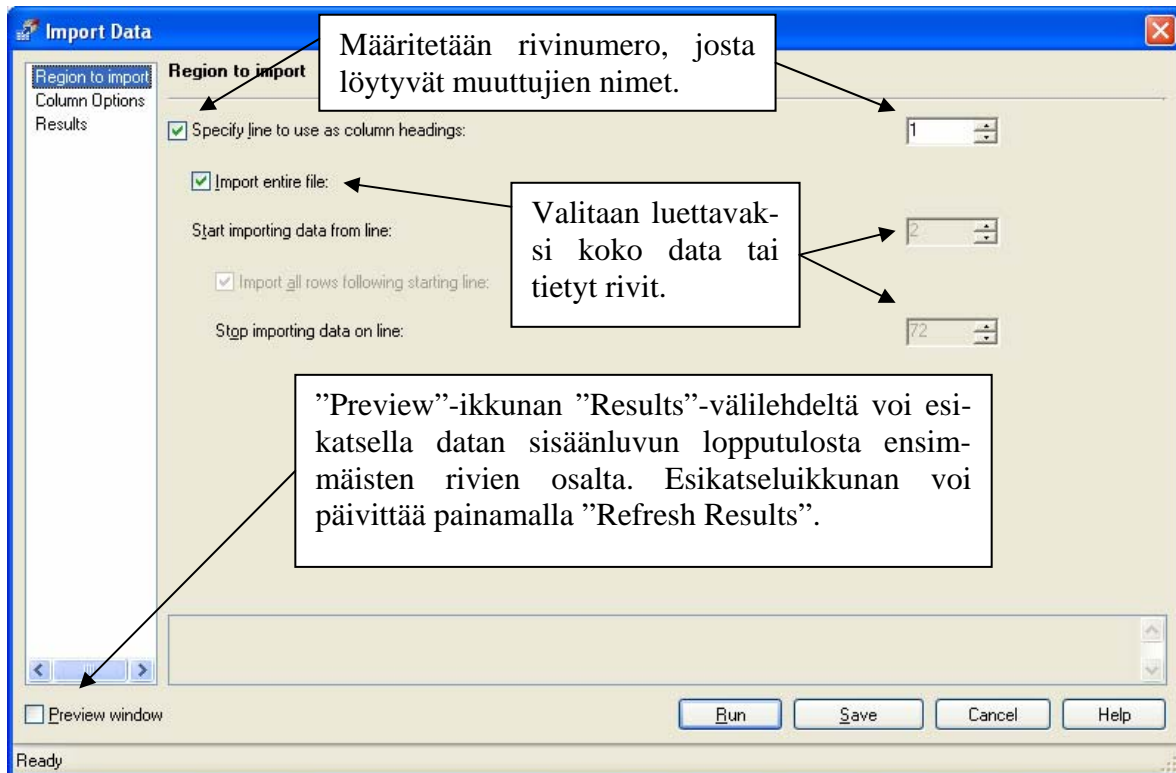 Import Data
Määritetään rivinumero, josta
löytyvät muuttujien nimet.
Region to import
Column Options
Results
Region to import
Specify line to use as column headings:
1
Import entire file:
Valitaan luettavak-
si koko data tai
tietyt rivit.
Start importing data from line:
2
Import all rows following starting line:
Stop importing data on line:
72
”Preview”-ikkunan ”Results”-välilehdeltä voi esi-
katsella datan sisäänluvun lopputulosta ensim-
mäisten rivien osalta. Esikatseluikkunan voi
päivittää painamalla ”Refresh Results”.
Preview window
Run
Save
Cancel
Help
Ready